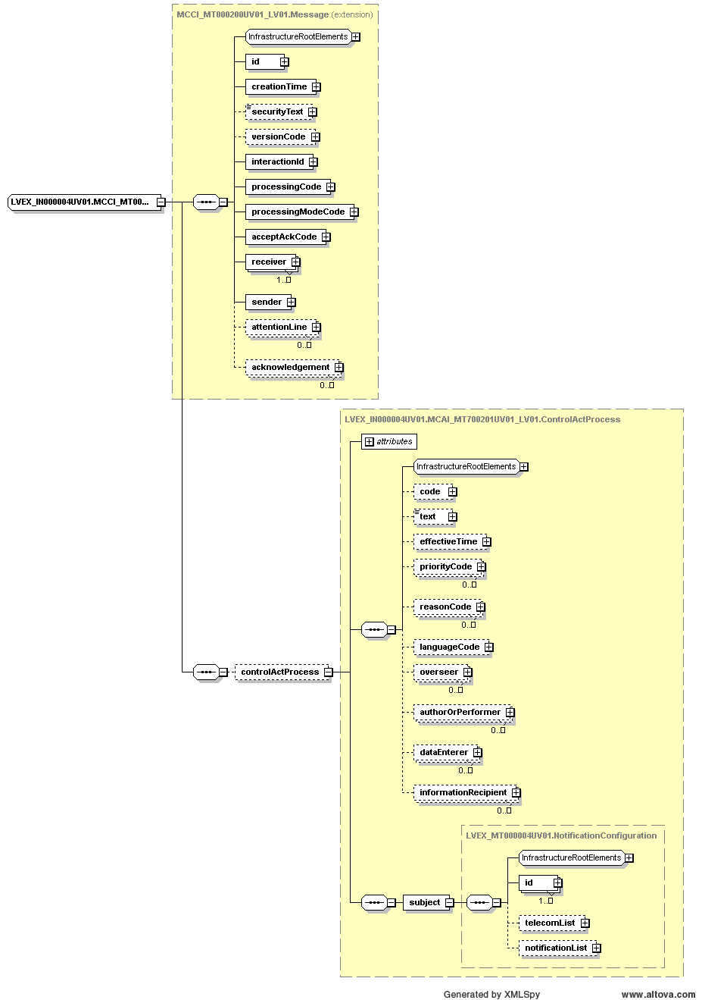 MCCI_MT000200UV01_LV01.Message (extension)
InfrastructureRootElements
id
creationTime
securityText
versionCode
interactionId
processingCode
LVEX_IN000004UV01.MCCI_MT00...
processingModeCode
acceptAckCode
receiver
1..
sender
attentionLine
0..
acknowledgement
0..
LVEX_IN000004UV01.MCAI_MT700201UV01_LV01.ControlActProcess
attributes
InfrastructureRootElements
code
text
effectiveTime
priorityCode
0..
reasonCode
0..
languageCode
controlActProcess
overseer
0..
authorOrPerformer
0..
dataEnterer
0..
informationRecipient
0..
LVEX_MT000004UV01.NotificationConfiguration
InfrastructureRootElements
id
1..
subject
telecomList
notificationList
Generated by XMLSpy
www.altova.com